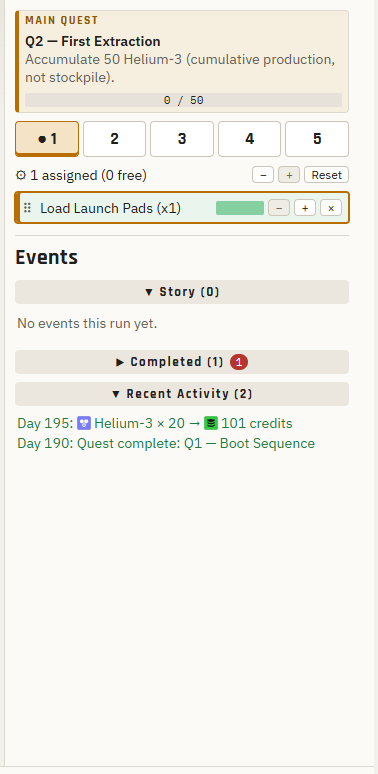 MAIN QUEST
Q2 — First Extraction
Accumulate 50 Helium-3 (cumulative production,
not stockpile).
0 / 50
● 1 2 3 4 5
⚙ 1 assigned (0 free) − + Reset
⠿ Load Launch Pads (x1) − + ×
Events
▼ Story (0)
No events this run yet.
▶ Completed (1) 1
▼ Recent Activity (2)
Day 195: Helium-3 × 20 → 101 credits
Day 190: Quest complete: Q1 — Boot Sequence